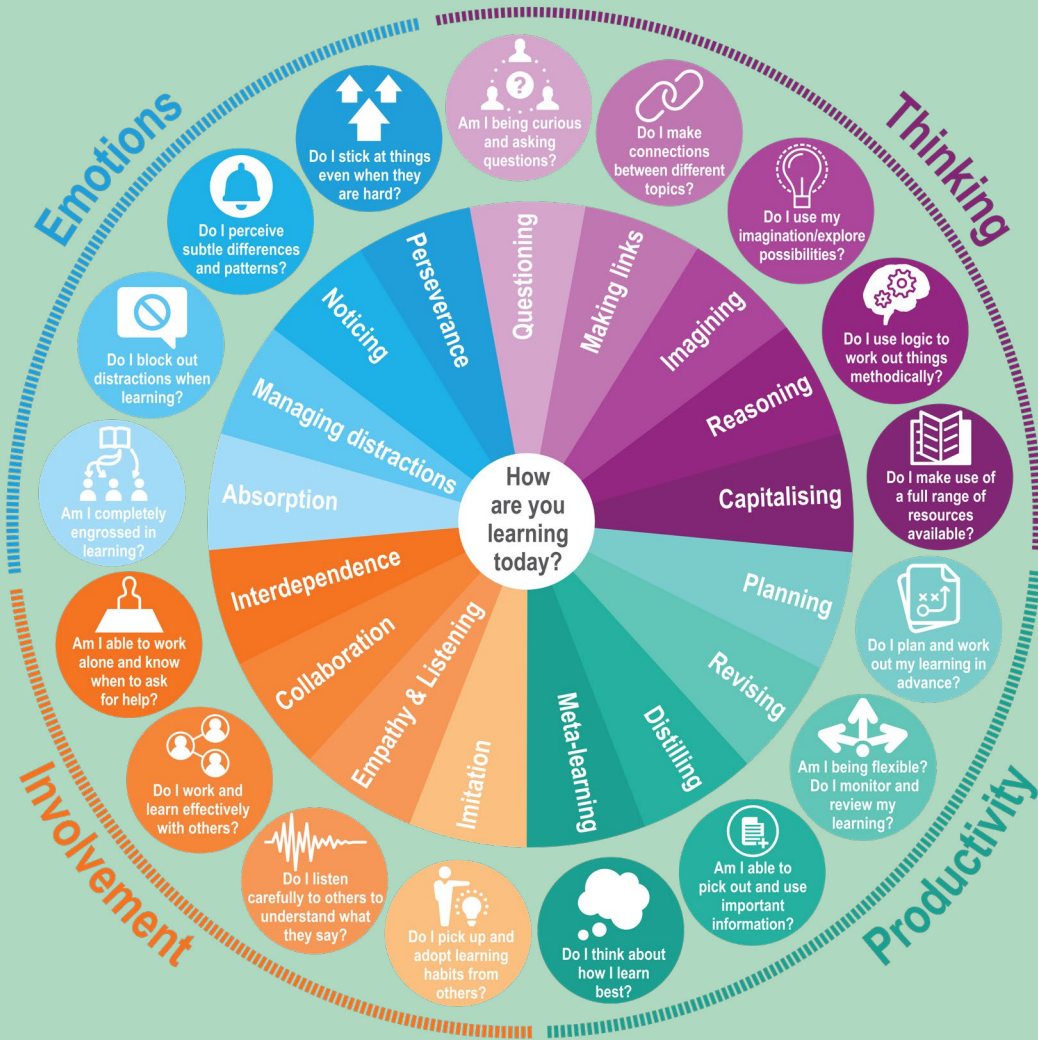 Emotions
Thinking
Involvement
Productivity
How
are you
learning
today?
Questioning
Making links
Imagining
Reasoning
Capitalising
Planning
Revising
Distilling
Meta-learning
Imitation
Empathy & Listening
Collaboration
Interdependence
Absorption
Managing distractions
Noticing
Perseverance
?
Am I being curious
and asking
questions?
Do I make
connections
between different
topics?
Do I use my
imagination/explore
possibilities?
Do I use logic to
work out things
methodically?
Do I make use of
a full range of
resources
available?
Do I plan and work
out my learning in
advance?
Am I being flexible?
Do I monitor and
review my
learning?
Am I able to
pick out and use
important
information?
Do I think about
how I learn
best?
Do I pick up and
adopt learning
habits from
others?
Do I listen
carefully to others to
understand what
they say?
Do I work and
learn effectively
with others?
Am I able to work
alone and know
when to ask
for help?
Am I completely
engrossed in
learning?
Do I block out
distractions when
learning?
Do I perceive
subtle differences
and patterns?
Do I stick at things
even when they
are hard?